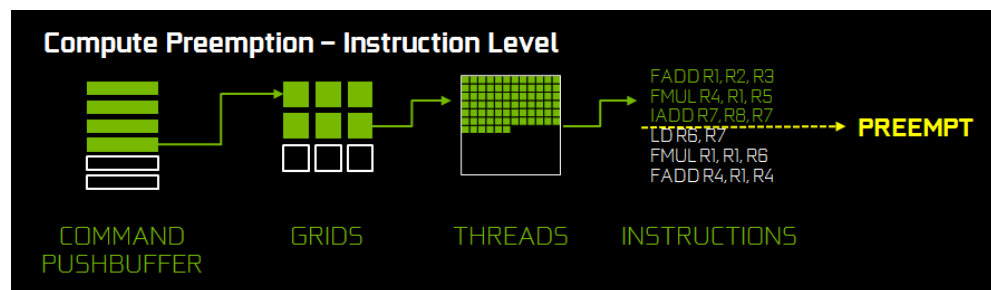 Compute Preemption – Instruction Level
FADD R1, R2, R3
FMUL R4, R1, R5
IADD R7, R8, R7
LD R6, R7
FMUL R1, R1, R6
FADD R4, R1, R4
PREEMPT
COMMAND
PUSHBUFFER
GRIDS
THREADS
INSTRUCTIONS